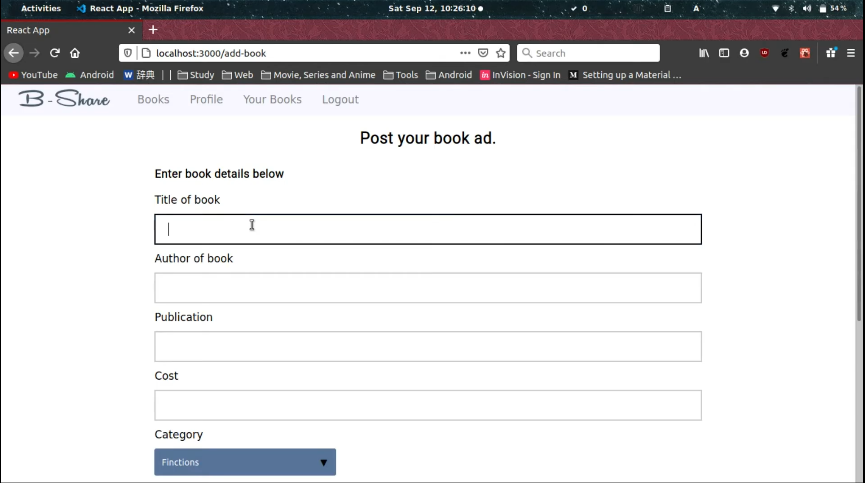 Activities React App - Mozilla Firefox Sat Sep 12, 10:26:10 0 A 54 %
React App
localhost:3000/add-book Search
YouTube Android W 辞典 Study Web Movie, Series and Anime Tools Android in InVision - Sign In M Setting up a Material ...
B-Share Books Profile Your Books Logout
Post your book ad.
Enter book details below
Title of book
Author of book
Publication
Cost
Category
Finctions